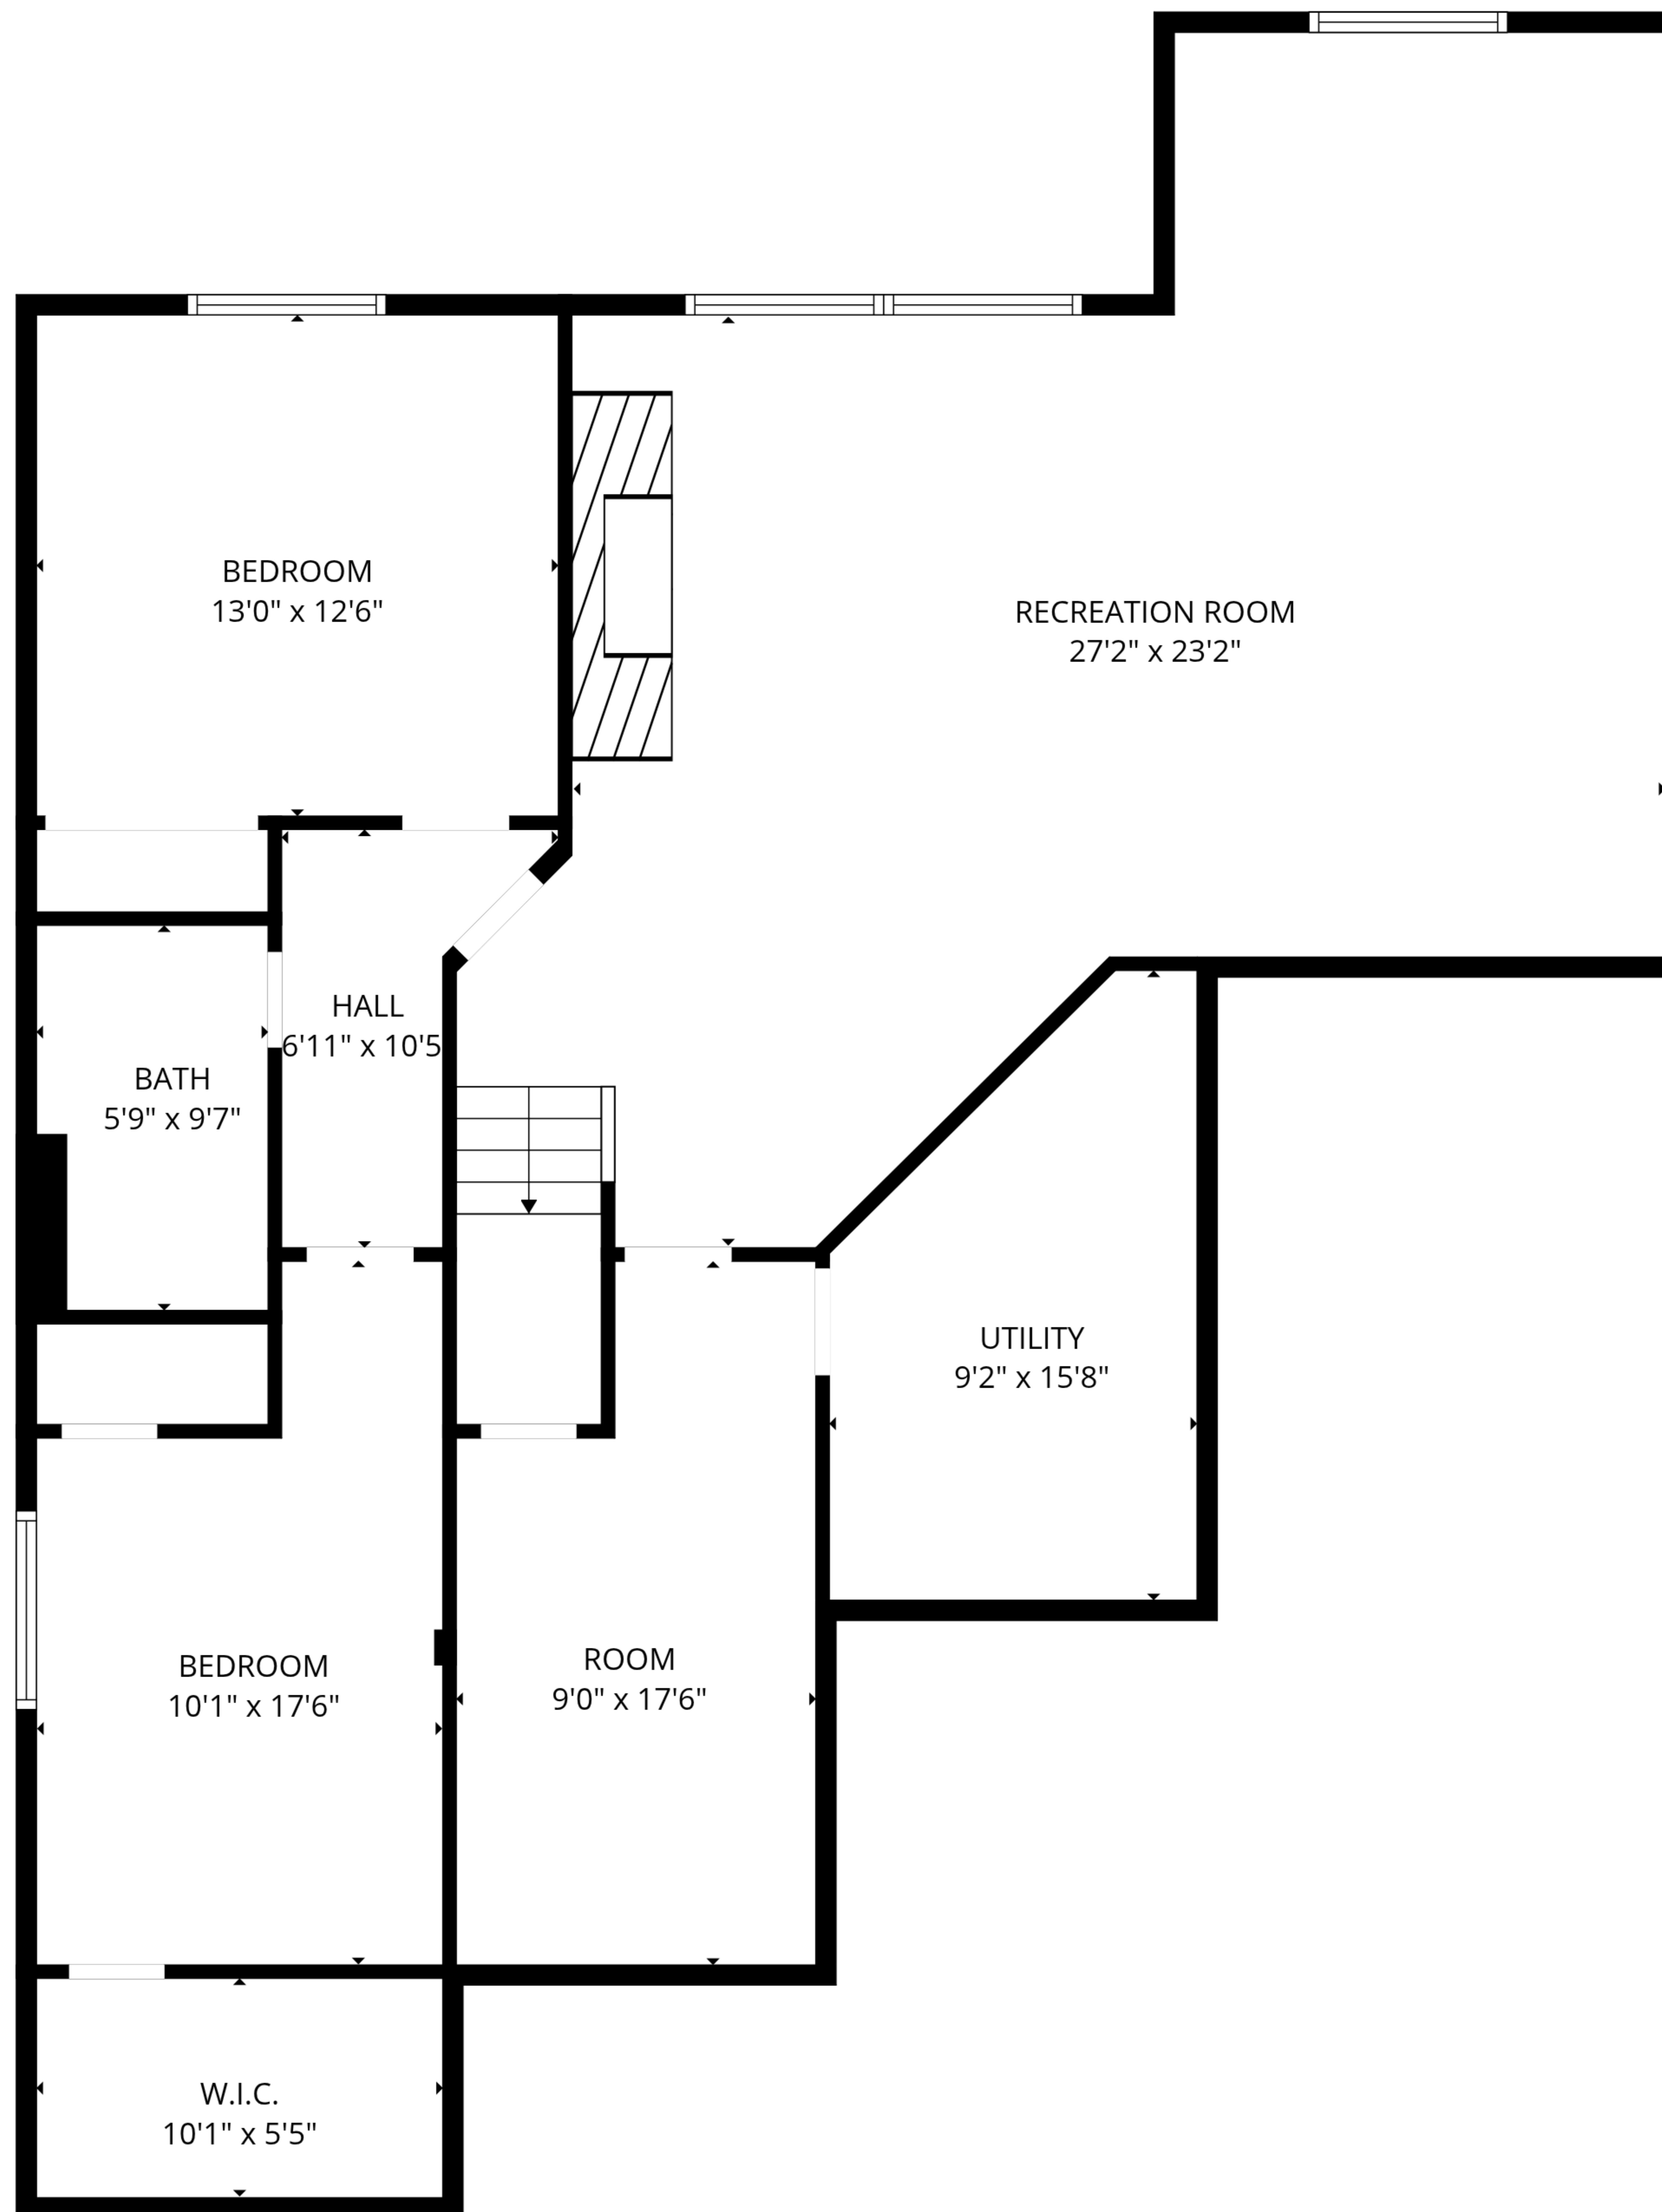 BEDROOM
13'0" x 12'6"
RECREATION ROOM
27'2" x 23'2"
HALL
6'11" x 10'5
BATH
5'9" x 9'7"
UTILITY
9'2" x 15'8"
BEDROOM
10'1" x 17'6"
ROOM
9'0" x 17'6"
W.I.C.
10'1" x 5'5"